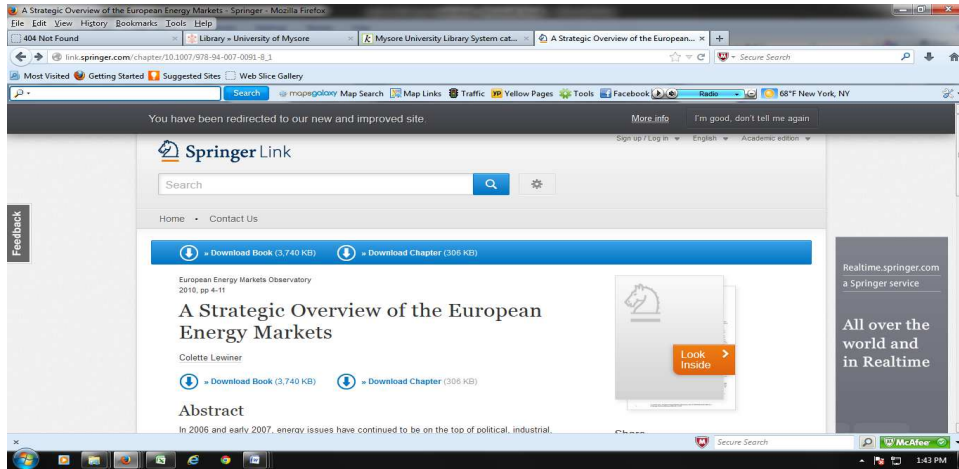 A Strategic Overview of the European Energy Markets - Springer - Mozilla Firefox
File Edit View History Bookmarks Tools Help
404 Not Found × Library » University of Mysore × Mysore University Library System cat... × A Strategic Overview of the European... × +
link.springer.com/chapter/10.1007/978-94-007-0091-8_1 Secure Search
Most Visited Getting Started Suggested Sites Web Slice Gallery
Search mapsgalaxy Map Search Map Links Traffic YP Yellow Pages Tools Facebook Radio 68°F New York, NY
You have been redirected to our new and improved site. More info I'm good, don't tell me again
Sign up / Log in English Academic edition
Springer Link
Search
Home • Contact Us
Feedback
» Download Book (3,740 KB) » Download Chapter (306 KB)
European Energy Markets Observatory
2010, pp 4-11
A Strategic Overview of the European
Energy Markets
Colette Lewiner
» Download Book (3,740 KB) » Download Chapter (306 KB)
Abstract
In 2006 and early 2007, energy issues have continued to be on the top of political, industrial,
Look
Inside
Share
Realtime.springer.com
a Springer service
All over the
world and
in Realtime
× Secure Search McAfee
1:43 PM